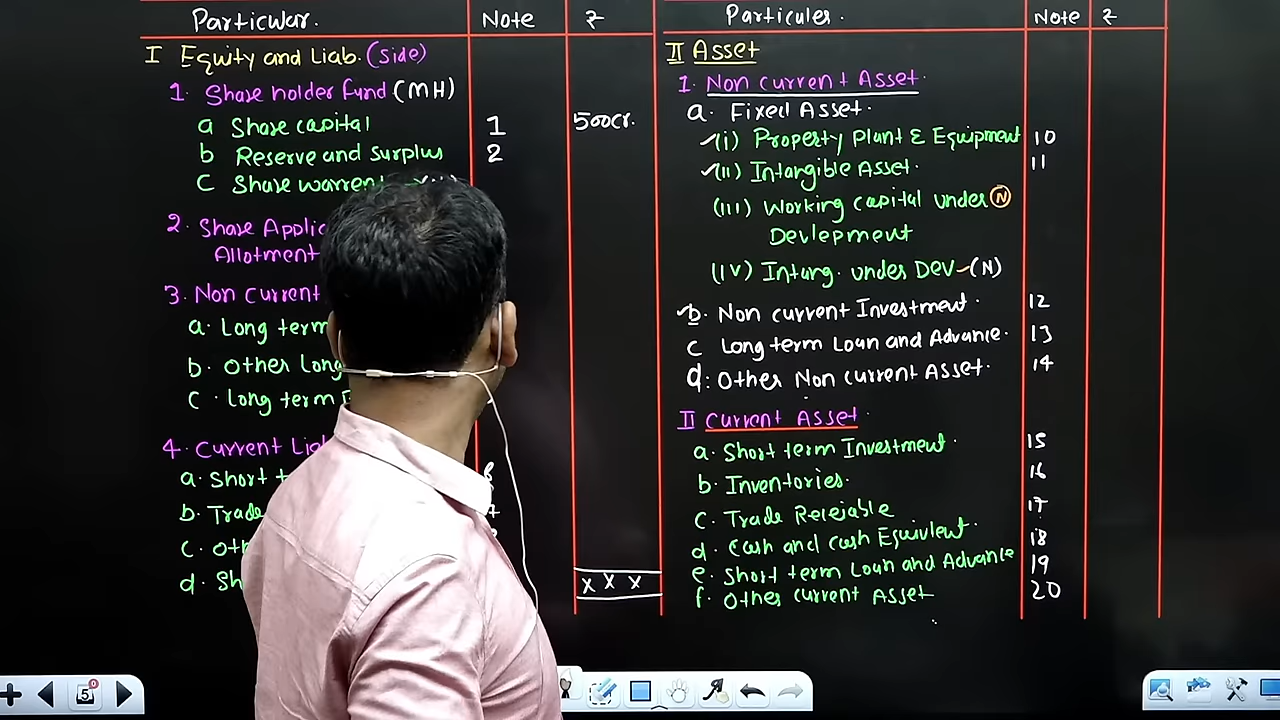 Particular. Note ₹
I Equity and Liab. (side)
1. Share holder fund (MH)
a Share capital 1 500cr.
b Reserve and Surplus 2
C Share warrent
2. Share Applic
Allotment
3. Non Current
a. Long term
b. Other Long
C. Long term
4. Current Lia
a. Short t
b. Trade
c. Oth
d. Sh
x x x
Particules. Note ₹
II Asset
1. Non current Asset.
a. Fixed Asset.
(i) Property Plant & Equipment 10
(ii) Intangible Asset. 11
(iii) Working capital under N
Devlepment
(iv) Intang. under Dev - (N)
b. Non current Investment. 12
C Long term Loan and Advance. 13
d. Other Non current Asset. 14
II Current Asset.
a. Short term Investment. 15
b. Inventories. 16
C. Trade Receiable 17
d. Cash and cash Equivlent. 18
e. Short term Loan and Advance 19
f. Other current Asset 20
5
0